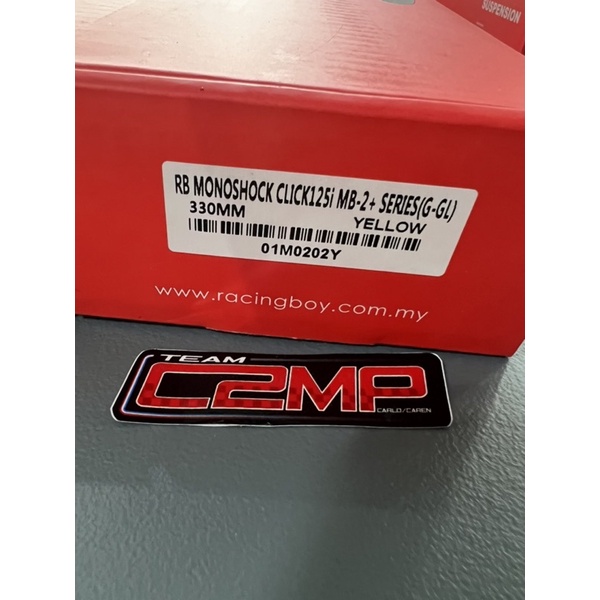 SUSPENSION
RB MONOSHOCK CLICK125i MB-2+ SERIES(G-GL)
330MM YELLOW
01M0202Y
www.racingboy.com.my
TEAM
C2MP
CARLO/CAREN